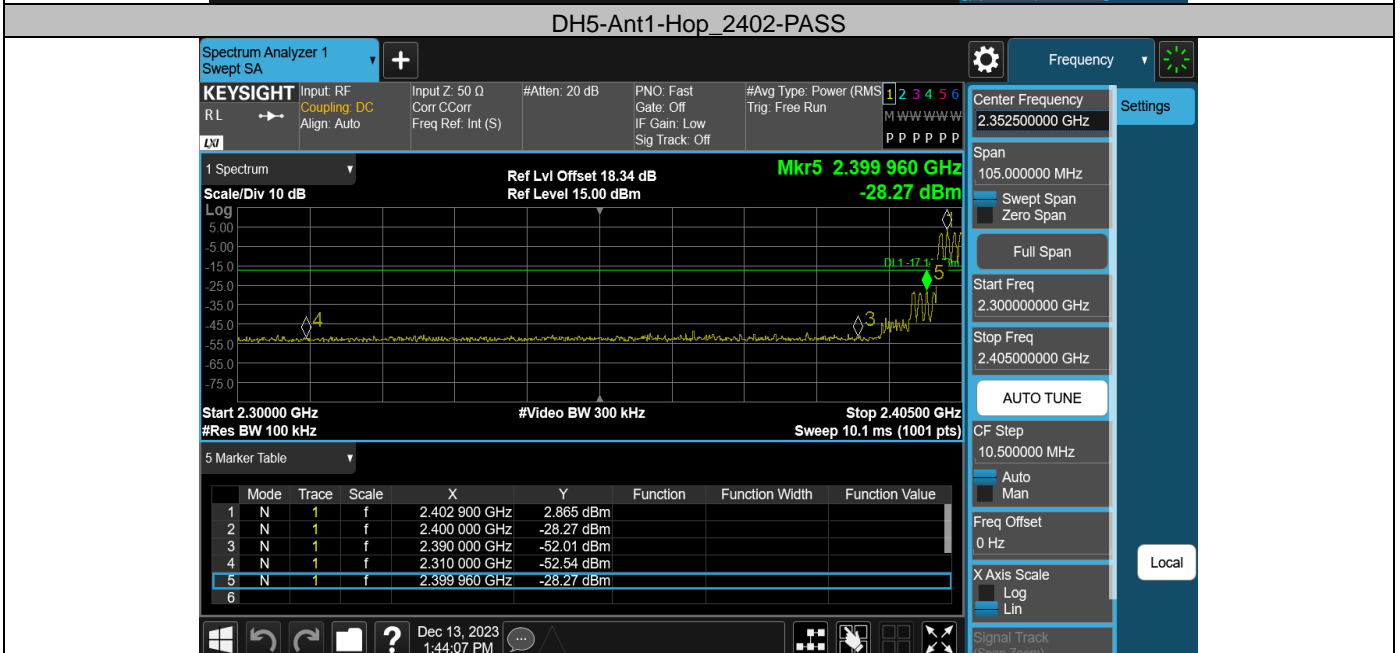 DH5-Ant1-Hop_2402-PASS
Spectrum Analyzer 1
Swept SA
Frequency
KEYSIGHT
RL
LXI
Input: RF
Coupling: DC
Align: Auto
Input Z: 50 Ω
Corr CCorr
Freq Ref: Int (S)
#Atten: 20 dB
PNO: Fast
Gate: Off
IF Gain: Low
Sig Track: Off
#Avg Type: Power (RMS
Trig: Free Run
1 2 3 4 5 6
M W W W W W
P P P P P P
Center Frequency
2.352500000 GHz
Settings
Span
105.000000 MHz
Swept Span
Zero Span
Full Span
Start Freq
2.300000000 GHz
Stop Freq
2.405000000 GHz
AUTO TUNE
CF Step
10.500000 MHz
Auto
Man
Freq Offset
0 Hz
X Axis Scale
Log
Lin
Signal Track
(Span Zoom)
Local
1 Spectrum
Scale/Div 10 dB
Ref Lvl Offset 18.34 dB
Ref Level 15.00 dBm
Mkr5 2.399 960 GHz
-28.27 dBm
Log
5.00
-5.00
-15.0
-25.0
-35.0
-45.0
-55.0
-65.0
-75.0
DL1 -17.1
5
4
3
Start 2.30000 GHz
#Res BW 100 kHz
#Video BW 300 kHz
Stop 2.40500 GHz
Sweep 10.1 ms (1001 pts)
5 Marker Table
Mode Trace Scale X Y Function Function Width Function Value
1 N 1 f 2.402 900 GHz 2.865 dBm
2 N 1 f 2.400 000 GHz -28.27 dBm
3 N 1 f 2.390 000 GHz -52.01 dBm
4 N 1 f 2.310 000 GHz -52.54 dBm
5 N 1 f 2.399 960 GHz -28.27 dBm
6
Dec 13, 2023
1:44:07 PM